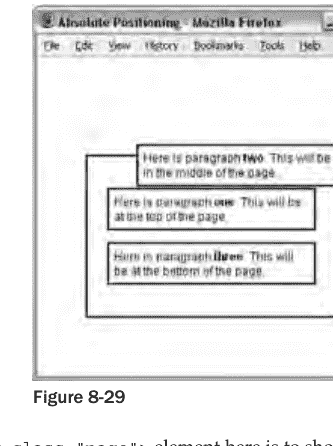 Absolute Positioning - Mozilla Firefox
File Edit View History Bookmarks Tools Help
Here is paragraph two. This will be
in the middle of the page.
Here is paragraph one. This will be
at the top of the page.
Here is paragraph three. This will
be at the bottom of the page.
Figure 8-29
element here is to sho